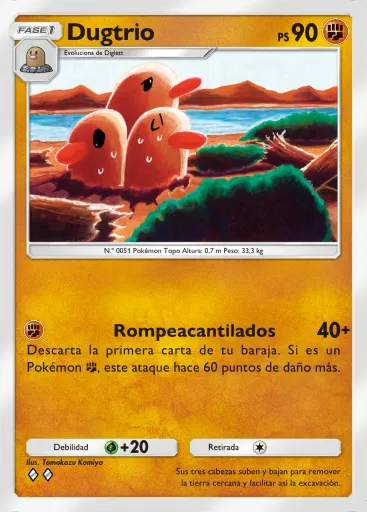 FASE 1 Dugtrio PS 90
Evoluciona de Diglett
N.º 0051 Pokémon Topo Altura: 0,7 m Peso: 33,3 kg
Rompeacantilados 40+
Descarta la primera carta de tu baraja. Si es un
Pokémon , este ataque hace 60 puntos de daño más.
Debilidad +20 Retirada
Ilus. Tomokazu Komiya
Sus tres cabezas suben y bajan para remover
la tierra cercana y facilitar así la excavación.